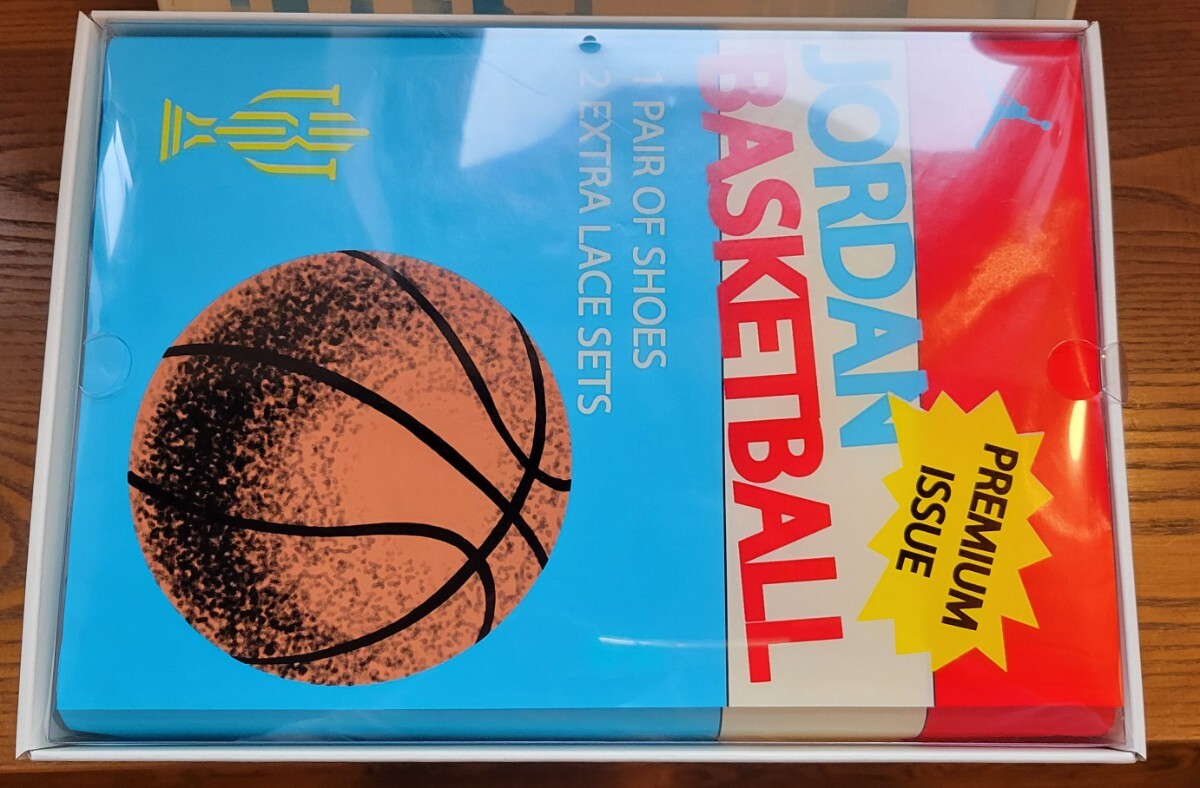 JORDAN
BASKETBALL
PREMIUM
ISSUE
1 PAIR OF SHOES
2 EXTRA LACE SETS